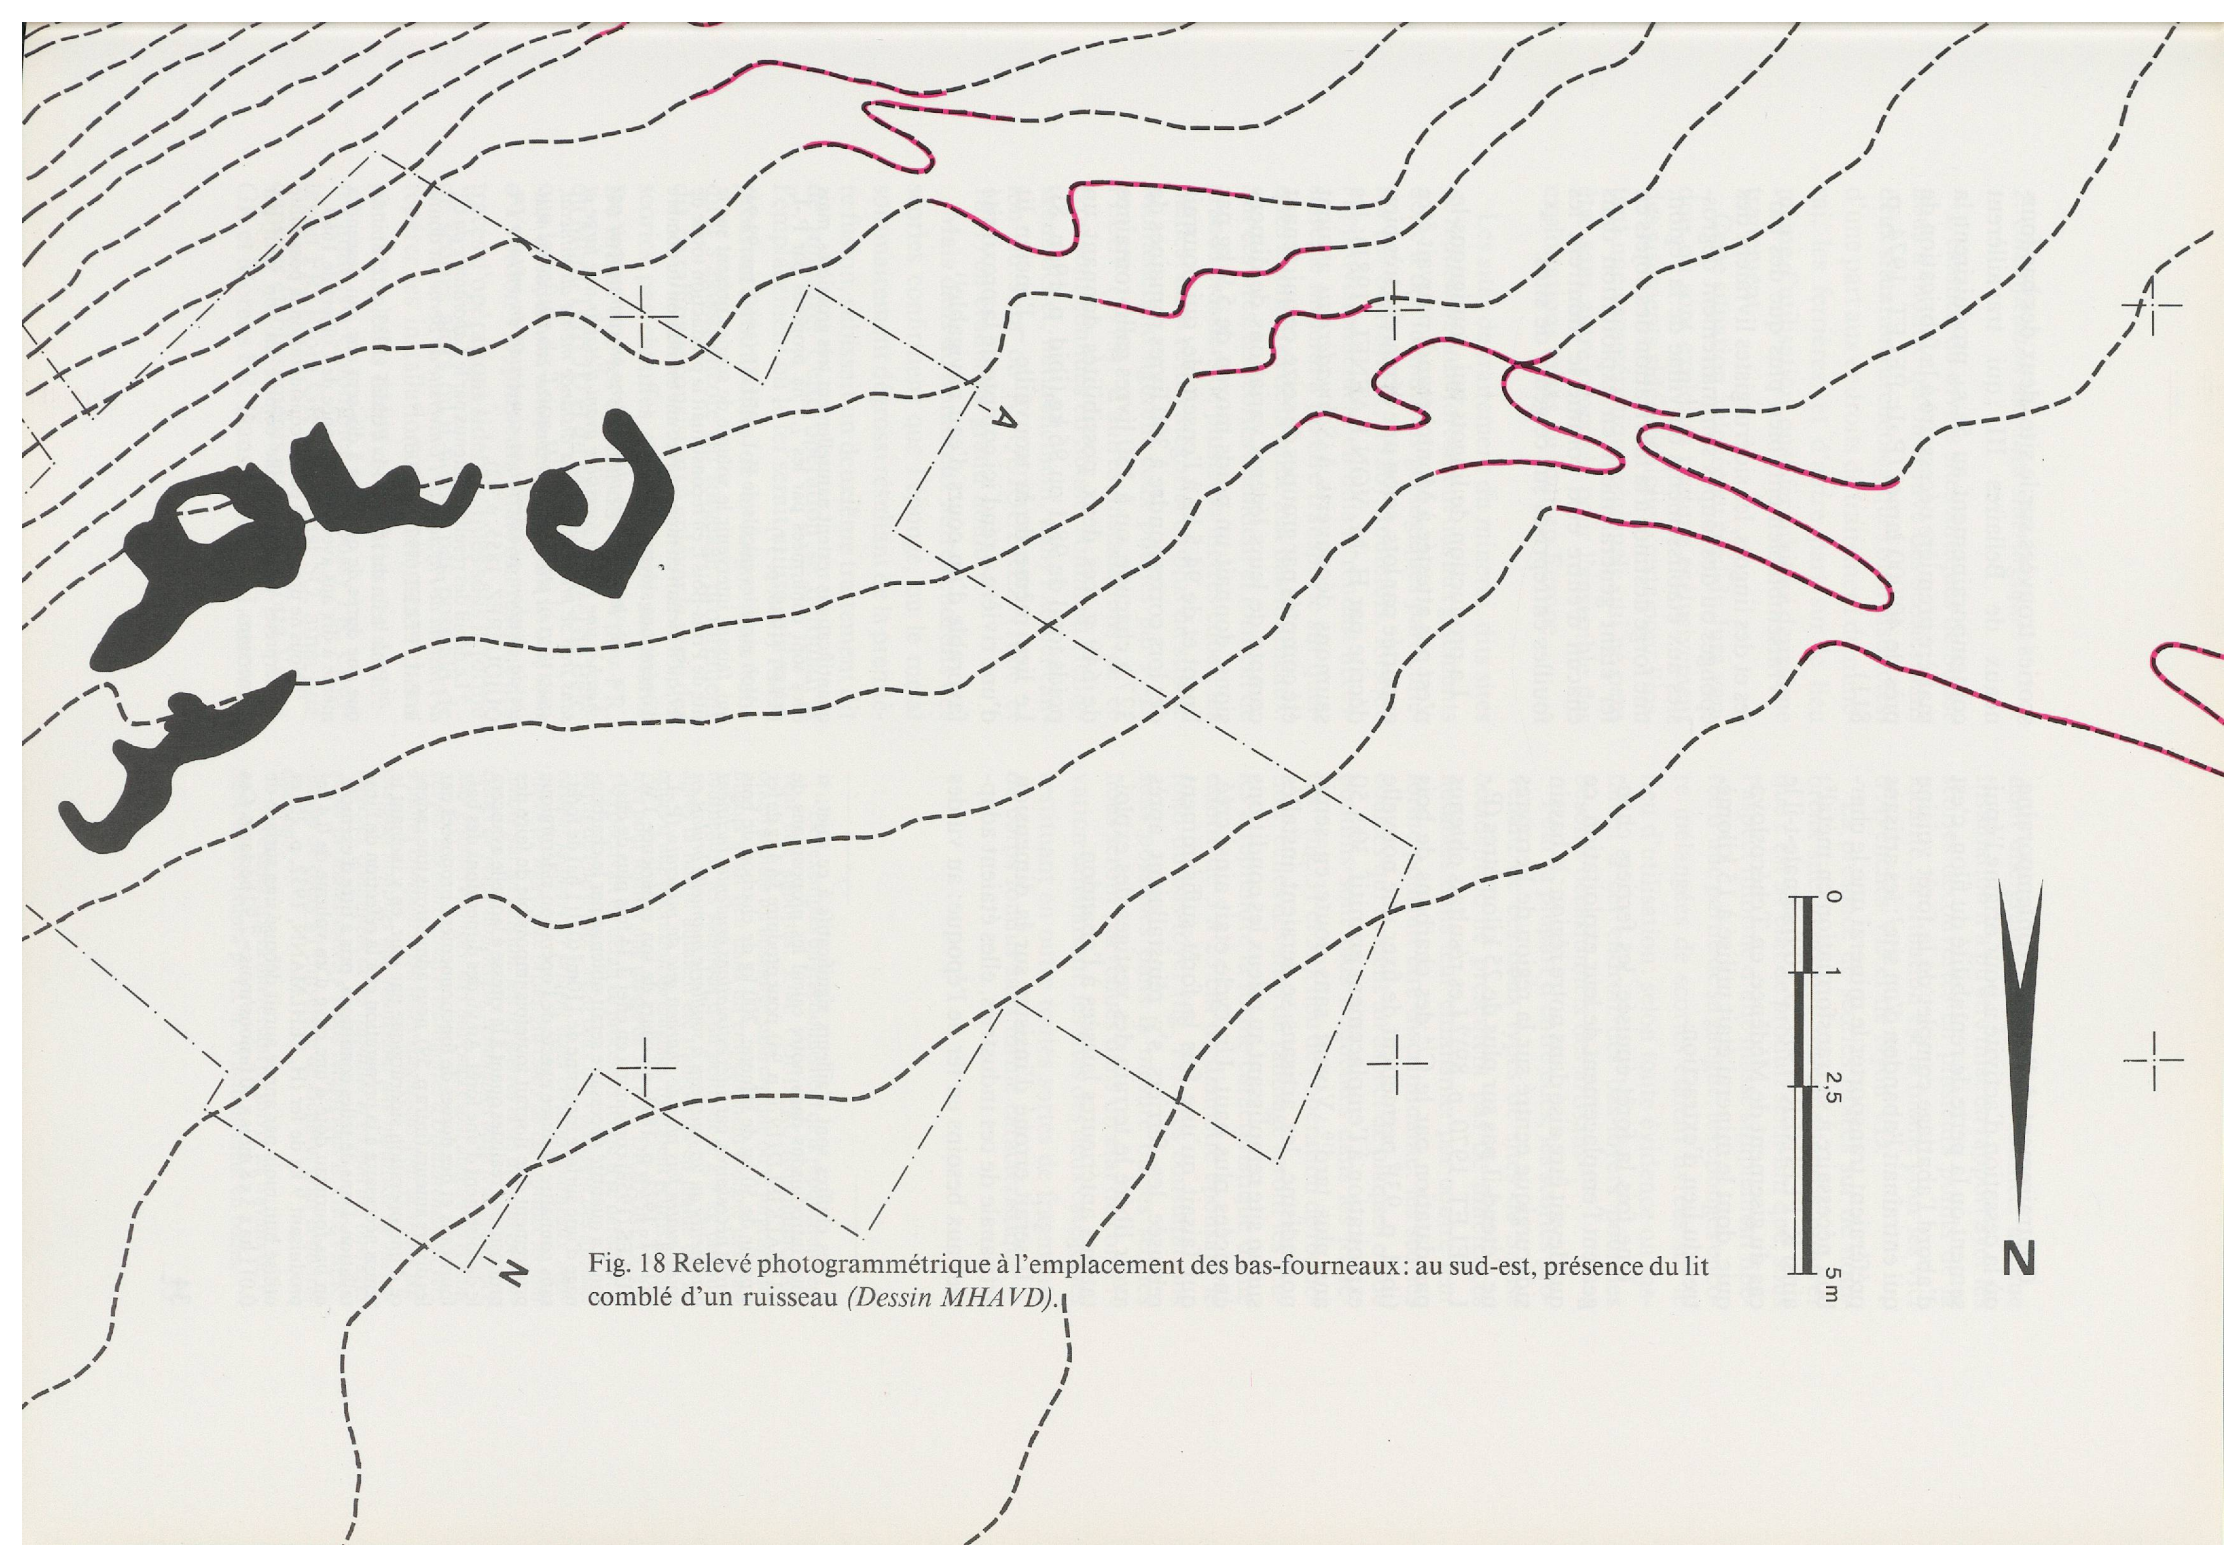 A
0
1
2,5
5 m
N
N
Fig. 18 Relevé photogrammétrique à l'emplacement des bas-fourneaux: au sud-est, présence du lit
comblé d'un ruisseau (Dessin MHAVD).